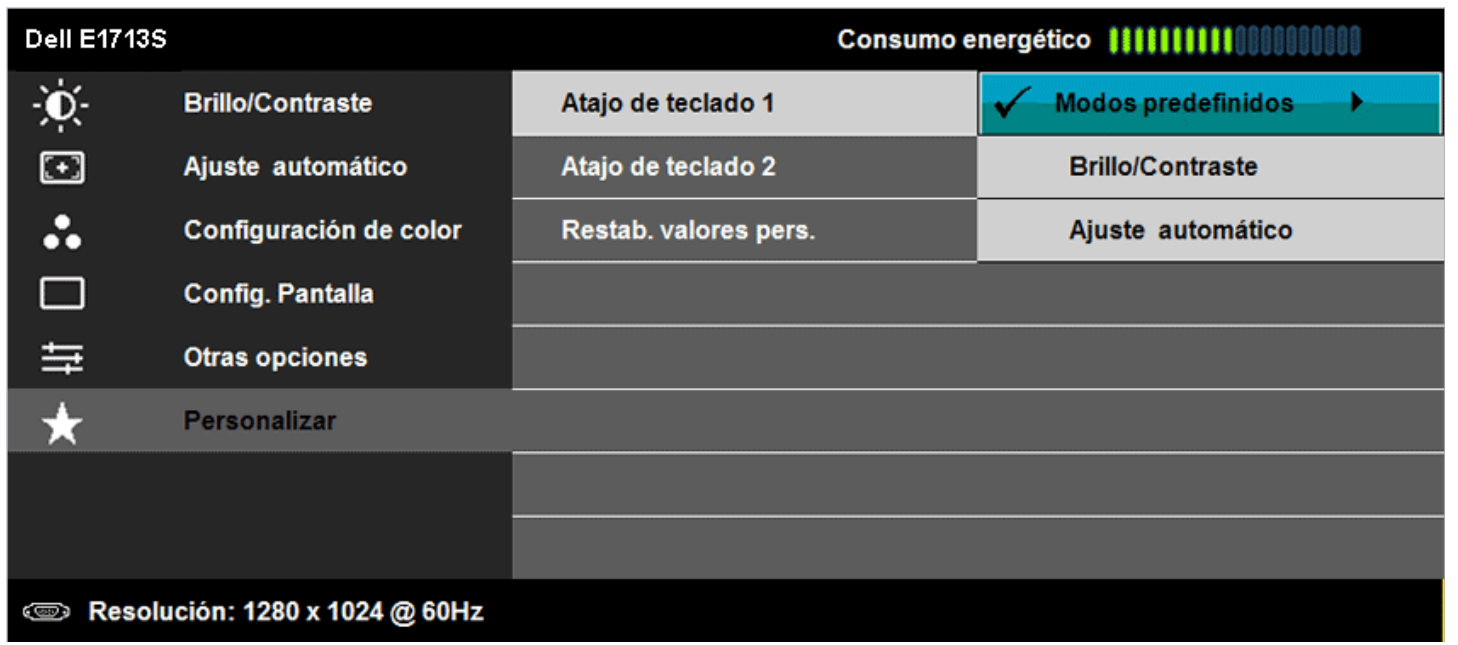 Dell E1713S Consumo energético
Brillo/Contraste Atajo de teclado 1 Modos predefinidos
Ajuste automático Atajo de teclado 2 Brillo/Contraste
Configuración de color Restab. valores pers. Ajuste automático
Config. Pantalla
Otras opciones
Personalizar
Resolución: 1280 x 1024 @ 60Hz